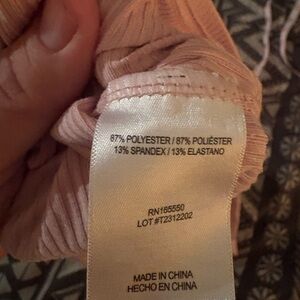 87% POLYESTER / 87% POLIÉSTER
13% SPANDEX / 13% ELASTANO
RN165550
LOT #T2312202
MADE IN CHINA
HECHO EN CHINA